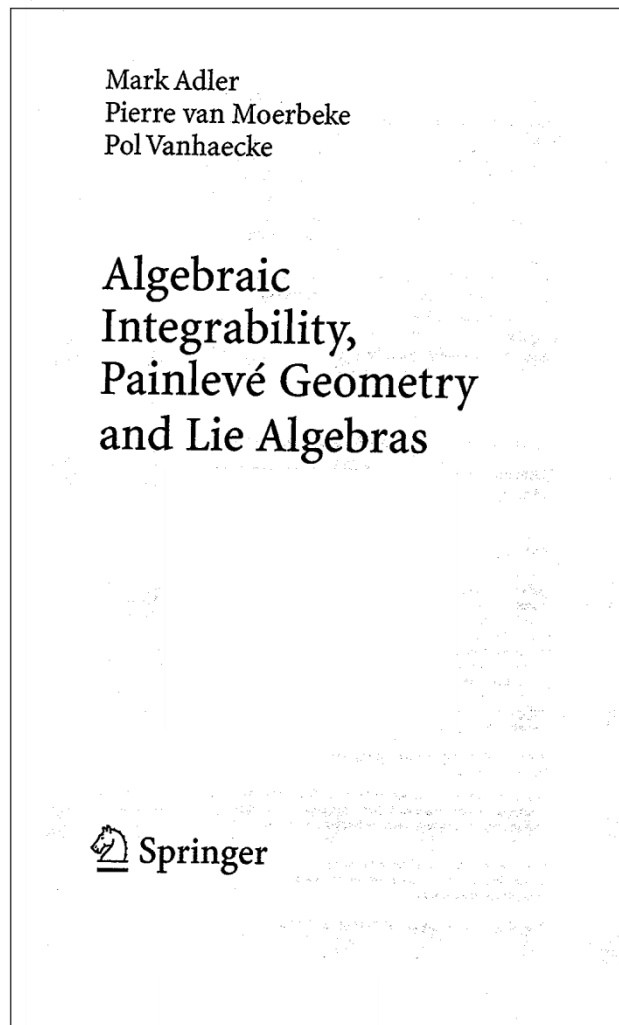 Mark Adler
Pierre van Moerbeke
Pol Vanhaecke
Algebraic
Integrability,
Painlevé Geometry
and Lie Algebras
Springer